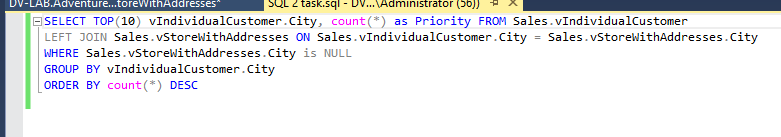 DV-LAB.Adventure...toreWithAddresses*
SQL 2 task.sql - DV...\Administrator (56))*
SELECT TOP(10) vIndividualCustomer.City, count(*) as Priority FROM Sales.vIndividualCustomer
LEFT JOIN Sales.vStoreWithAddresses ON Sales.vIndividualCustomer.City = Sales.vStoreWithAddresses.City
WHERE Sales.vStoreWithAddresses.City is NULL
GROUP BY vIndividualCustomer.City
ORDER BY count(*) DESC